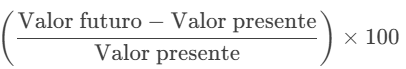 (Valor futuro − Valor presente / Valor presente) × 100